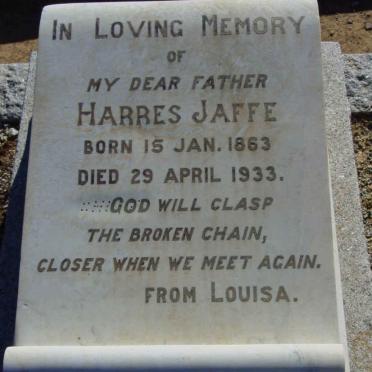 In Loving Memory
OF
MY DEAR FATHER
HARRES JAFFE
BORN 15 JAN. 1863
DIED 29 APRIL 1933.
GOD WILL CLASP
THE BROKEN CHAIN,
CLOSER WHEN WE MEET AGAIN.
FROM LOUISA.